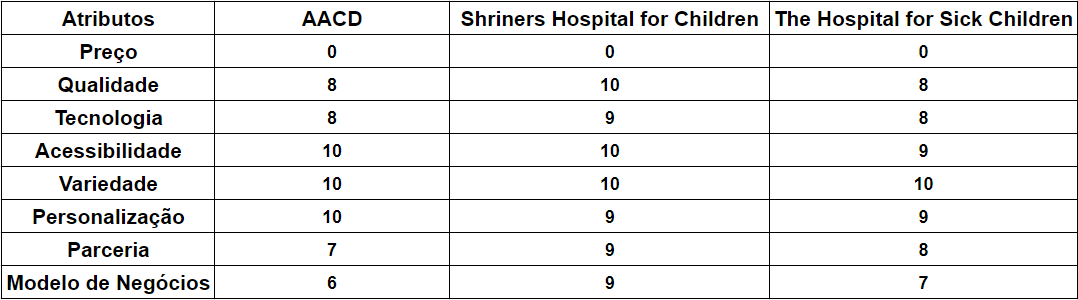 Atributos AACD Shriners Hospital for Children The Hospital for Sick Children
Preço 0 0 0
Qualidade 8 10 8
Tecnologia 8 9 8
Acessibilidade 10 10 9
Variedade 10 10 10
Personalização 10 9 9
Parceria 7 9 8
Modelo de Negócios 6 9 7